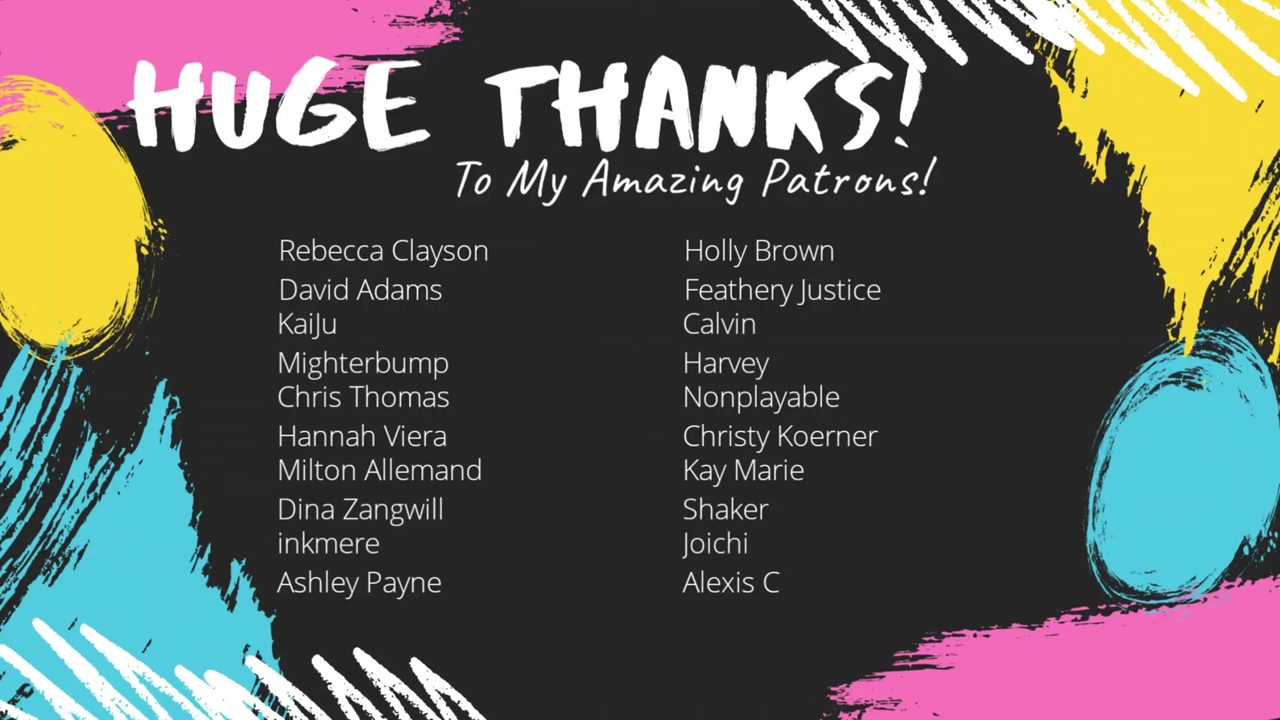 HUGE THANKS!
To My Amazing Patrons!
Rebecca Clayson
David Adams
KaiJu
Mighterbump
Chris Thomas
Hannah Viera
Milton Allemand
Dina Zangwill
inkmere
Ashley Payne
Holly Brown
Feathery Justice
Calvin
Harvey
Nonplayable
Christy Koerner
Kay Marie
Shaker
Joichi
Alexis C